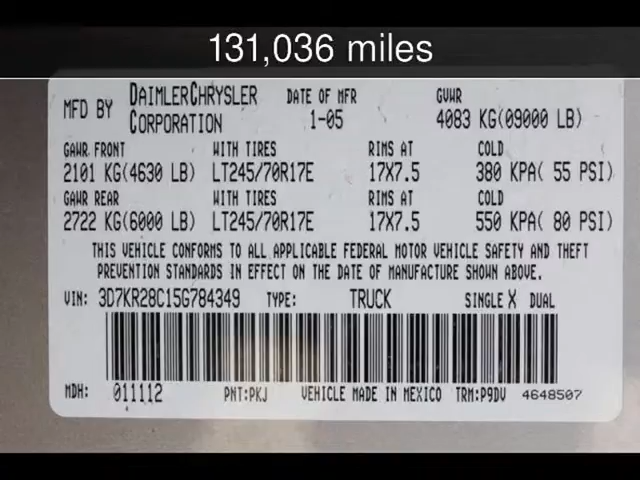 131,036 miles
MFD BY DAIMLERCHRYSLER CORPORATION
DATE OF MFR 1-05
GVWR 4083 KG(09000 LB)
GAWR FRONT WITH TIRES RIMS AT COLD
2101 KG(4630 LB) LT245/70R17E 17X7.5 380 KPA( 55 PSI)
GAWR REAR WITH TIRES RIMS AT COLD
2722 KG(6000 LB) LT245/70R17E 17X7.5 550 KPA( 80 PSI)
THIS VEHICLE CONFORMS TO ALL APPLICABLE FEDERAL MOTOR VEHICLE SAFETY AND THEFT
PREVENTION STANDARDS IN EFFECT ON THE DATE OF MANUFACTURE SHOWN ABOVE.
VIN: 3D7KR28C15G784349 TYPE: TRUCK SINGLE X DUAL
MDH: 011112 PNT:PKJ VEHICLE MADE IN MEXICO TRM:P9DV 4648507